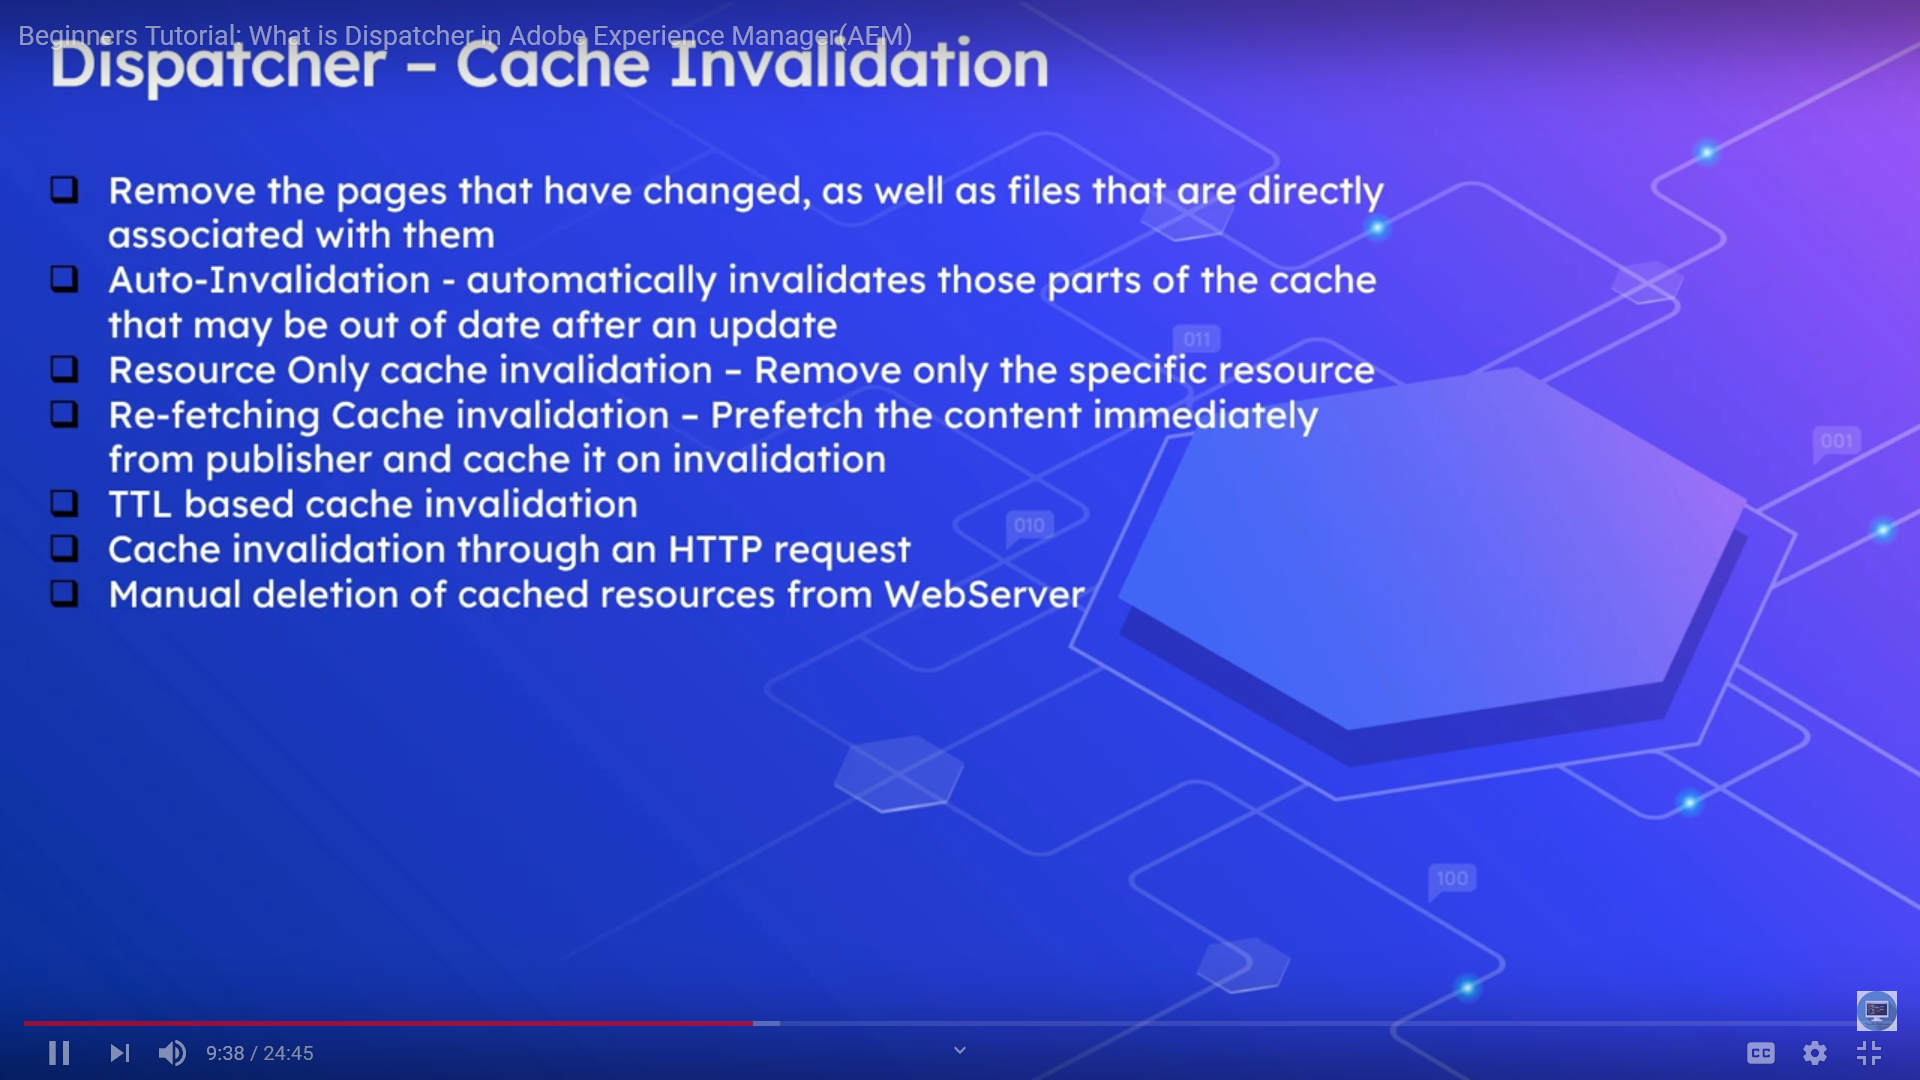 Beginners Tutorial: What is Dispatcher in Adobe Experience Manager(AEM)
Dispatcher – Cache Invalidation
Remove the pages that have changed, as well as files that are directly
associated with them
Auto-Invalidation - automatically invalidates those parts of the cache
that may be out of date after an update
Resource Only cache invalidation – Remove only the specific resource
Re-fetching Cache invalidation – Prefetch the content immediately
from publisher and cache it on invalidation
TTL based cache invalidation
Cache invalidation through an HTTP request
Manual deletion of cached resources from WebServer
011
001
010
100
9:38 / 24:45
CC